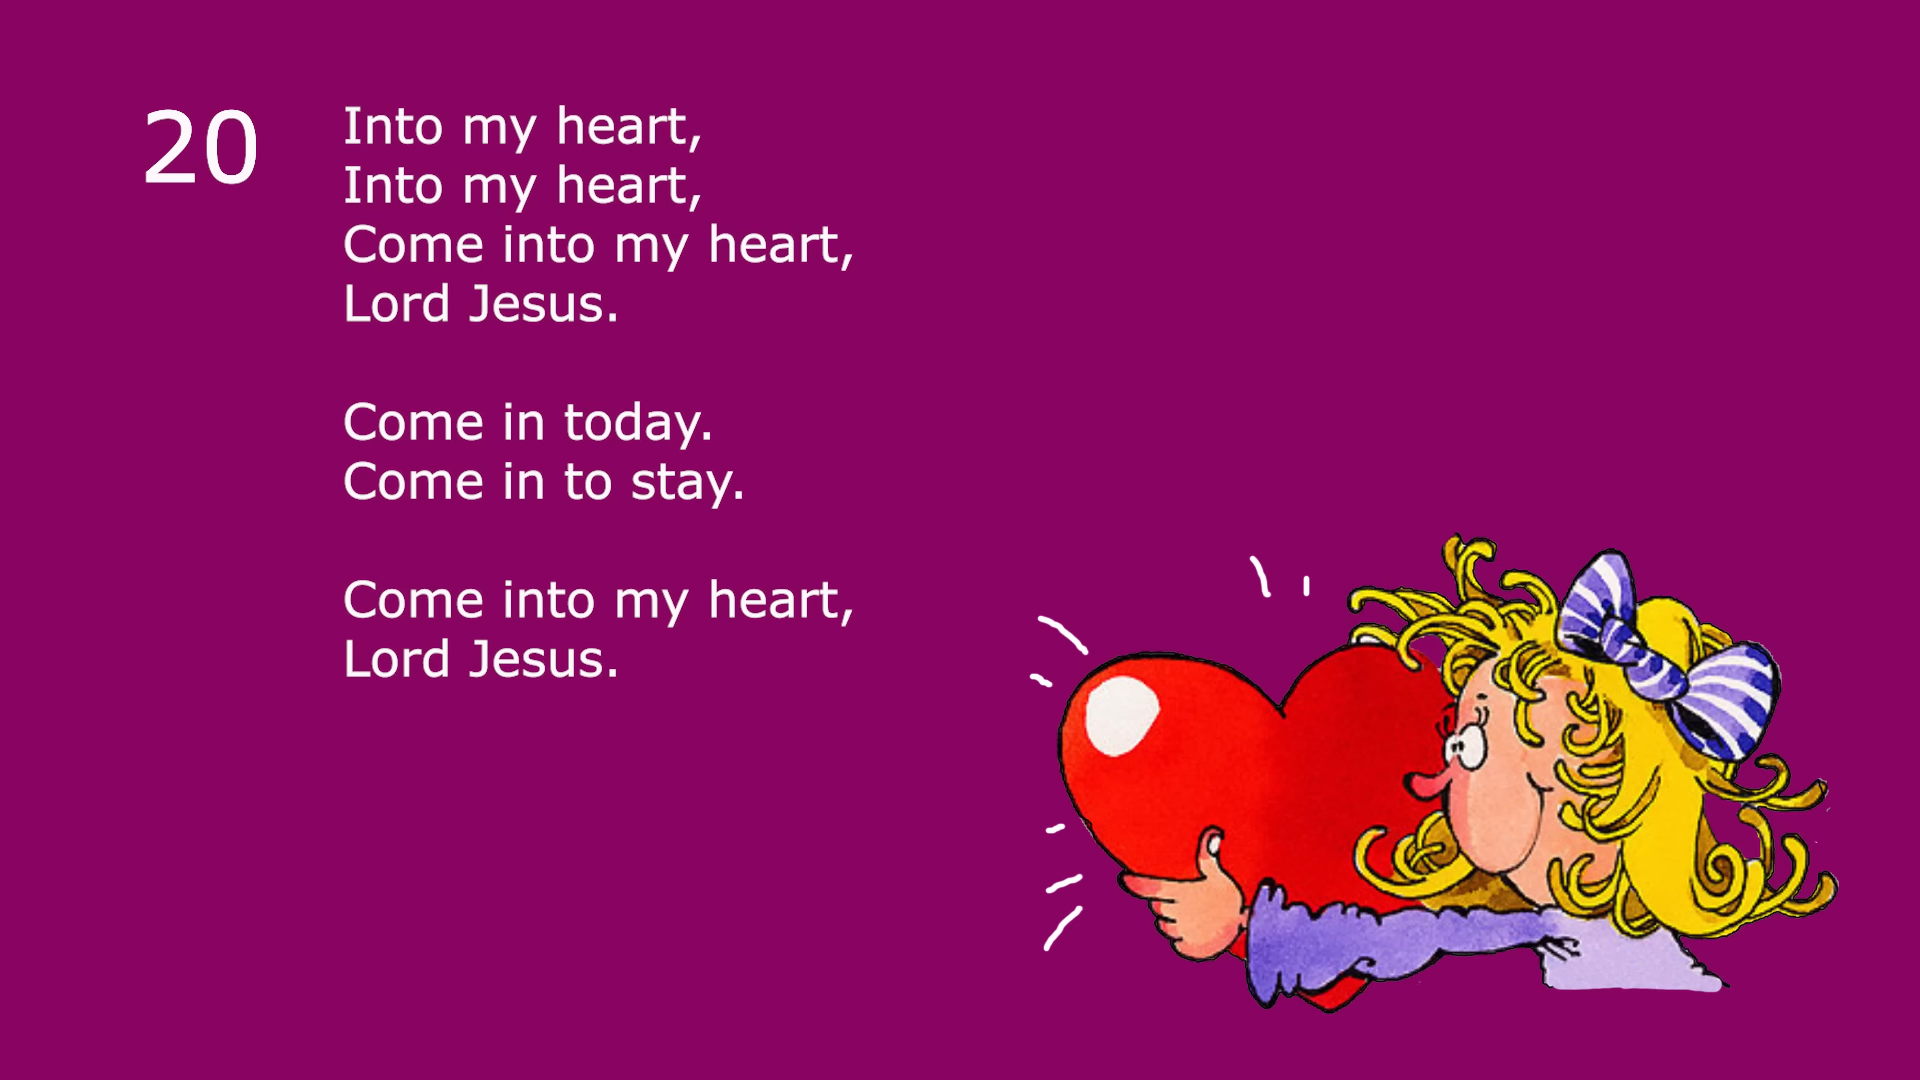 20
Into my heart,
Into my heart,
Come into my heart,
Lord Jesus.
Come in today.
Come in to stay.
Come into my heart,
Lord Jesus.